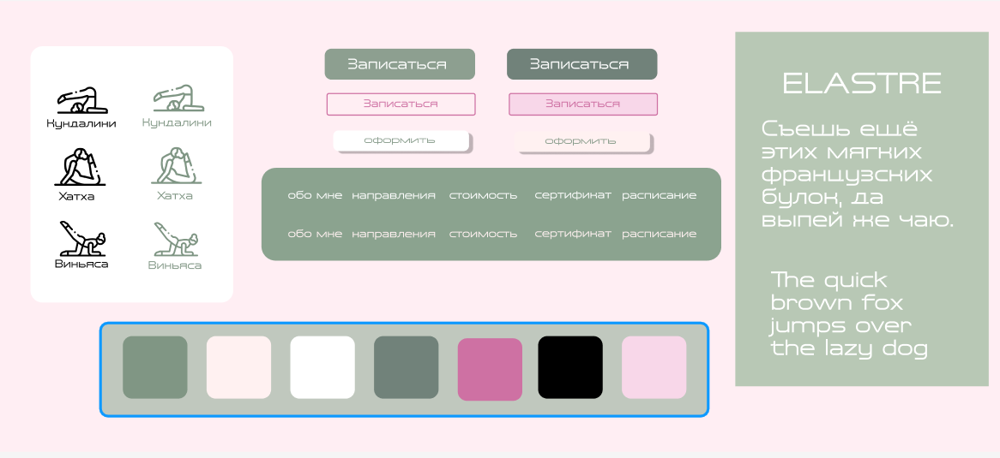 Кундалини
Кундалини
Хатха
Хатха
Виньяса
Виньяса
Записаться
Записаться
Записаться
Записаться
оформить
оформить
обо мне направления стоимость сертификат расписание
обо мне направления стоимость сертификат расписание
ELASTRE
Съешь ещё
этих мягких
французских
булок, да
выпей же чаю.
The quick
brown fox
jumps over
the lazy dog